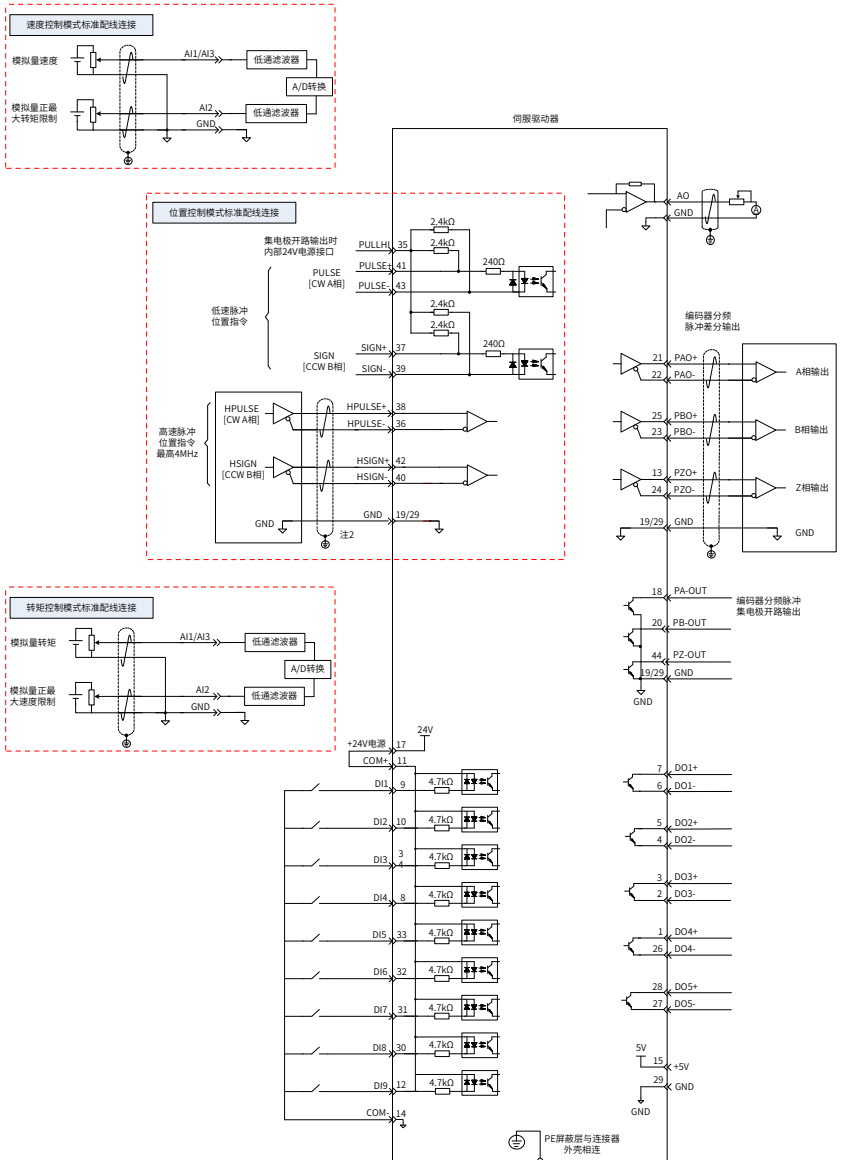 速度控制模式标准配线连接
模拟量速度
AI1/AI3
低通滤波器
A/D转换
模拟量正最
大转矩限制
AI2
低通滤波器
GND
伺服驱动器
AO
GND
A
位置控制模式标准配线连接
集电极开路输出时
内部24V电源接口
PULLHI 35
2.4kΩ
2.4kΩ
PULSE
[CW A相]
PULSE+ 41
240Ω
PULSE- 43
低速脉冲
位置指令
2.4kΩ
2.4kΩ
SIGN
[CCW B相]
SIGN+ 37
240Ω
SIGN- 39
高速脉冲
位置指令
最高4MHz
HPULSE
[CW A相]
HPULSE+ 38
HPULSE- 36
HSIGN
[CCW B相]
HSIGN+ 42
HSIGN- 40
GND
GND 19/29
注2
编码器分频
脉冲差分输出
21 PAO+
22 PAO-
A相输出
25 PBO+
23 PBO-
B相输出
13 PZO+
24 PZO-
Z相输出
19/29 GND
GND
转矩控制模式标准配线连接
模拟量转矩
AI1/AI3
低通滤波器
A/D转换
模拟量正最
大速度限制
AI2
低通滤波器
GND
18 PA-OUT
编码器分频脉冲
集电极开路输出
20 PB-OUT
44 PZ-OUT
19/29 GND
GND
24V
+24V电源 17
COM+ 11
DI1 9 4.7kΩ
DI2 10 4.7kΩ
3
DI3 4 4.7kΩ
DI4 8 4.7kΩ
DI5 33 4.7kΩ
DI6 32 4.7kΩ
DI7 31 4.7kΩ
DI8 30 4.7kΩ
DI9 12 4.7kΩ
COM- 14
7 DO1+
6 DO1-
5 DO2+
4 DO2-
3 DO3+
2 DO3-
1 DO4+
26 DO4-
28 DO5+
27 DO5-
5V
15 +5V
29 GND
GND
PE屏蔽层与连接器
外壳相连